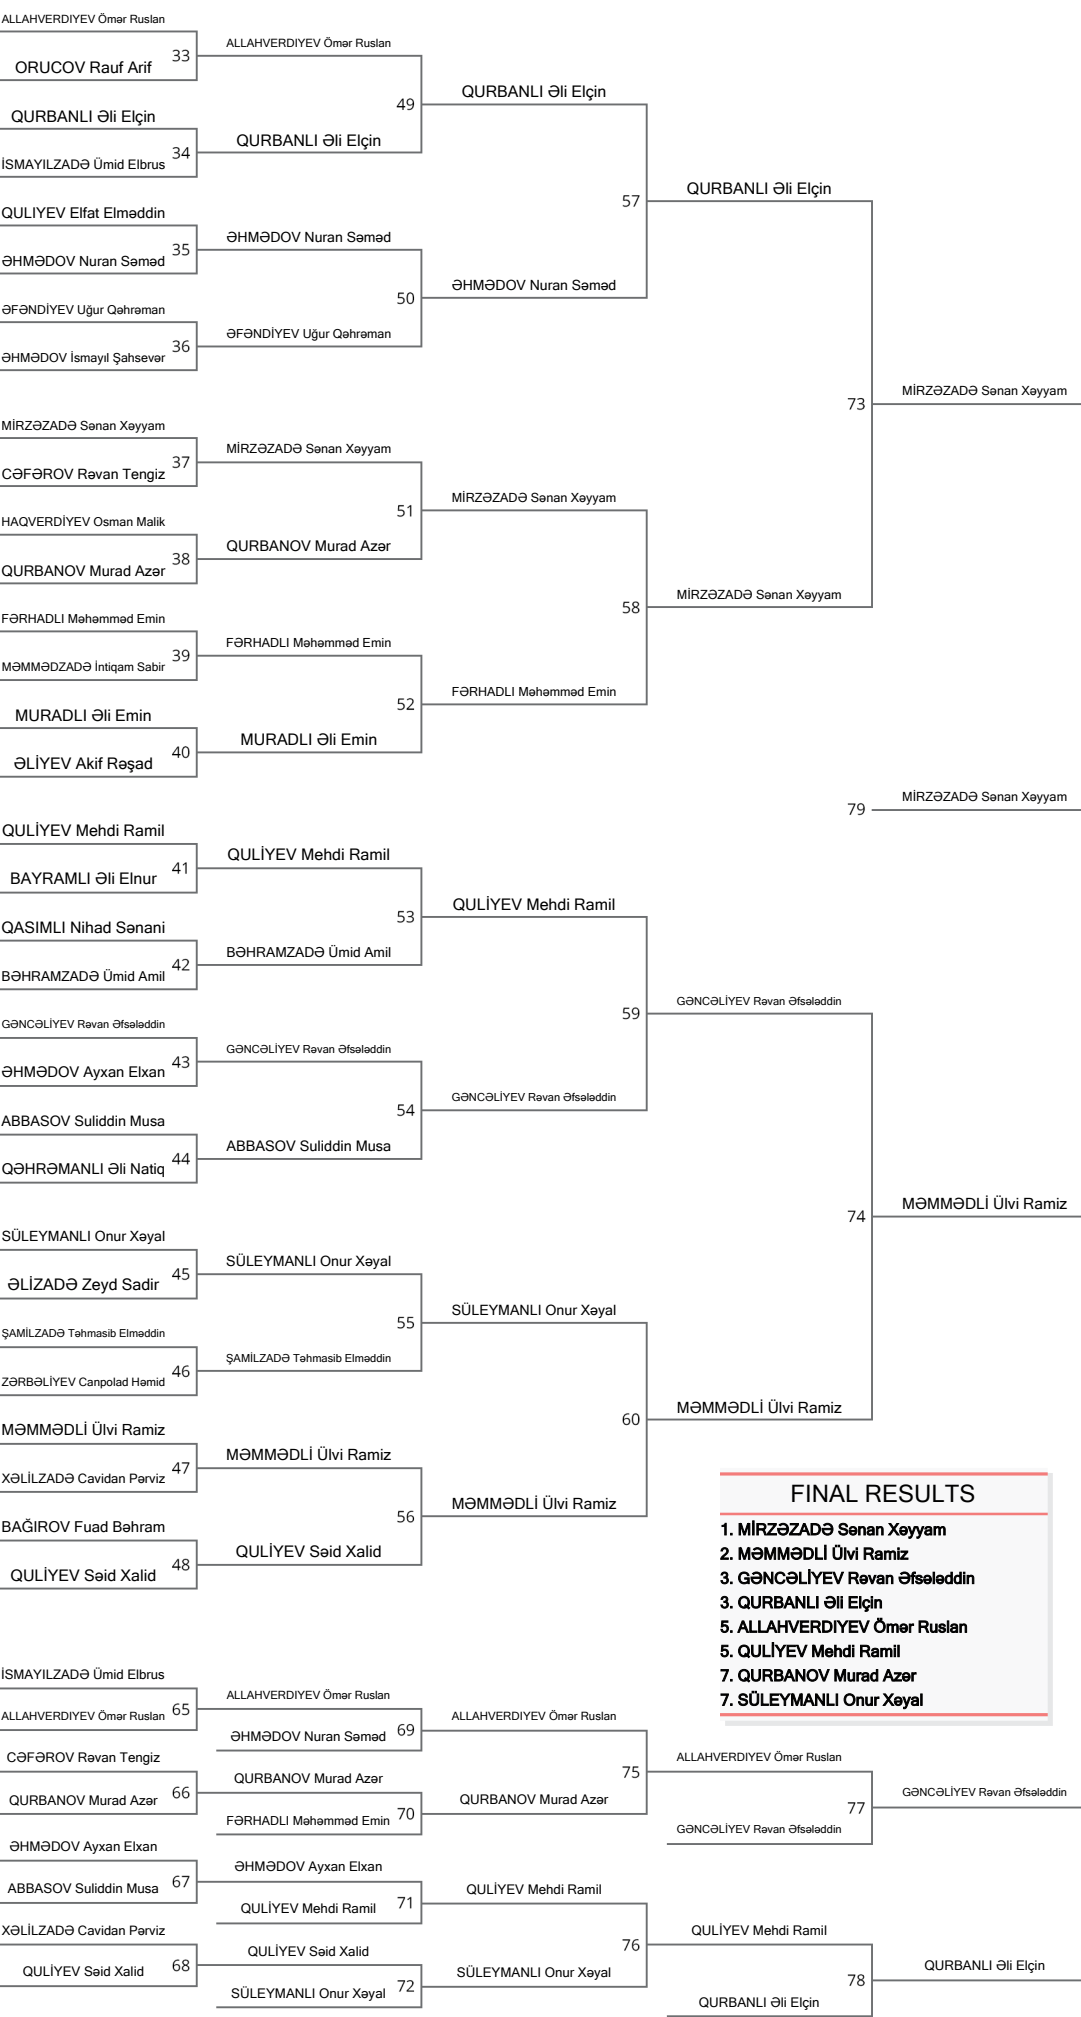 ALLAHVERDIYEV Ömər Ruslan
33
ORUCOV Rauf Arif
ALLAHVERDIYEV Ömər Ruslan
49
QURBANLI Əli Elçin
34
İSMAYILZADƏ Ümid Elbrus
QURBANLI Əli Elçin
QURBANLI Əli Elçin
57
QULIYEV Elfat Elməddin
35
ƏHMƏDOV Nuran Səməd
ƏHMƏDOV Nuran Səməd
50
ƏFƏNDİYEV Uğur Qəhrəman
36
ƏHMƏDOV İsmayıl Şahsevər
ƏFƏNDİYEV Uğur Qəhrəman
ƏHMƏDOV Nuran Səməd
QURBANLI Əli Elçin
73
MİRZƏZADƏ Sənan Xəyyam
MİRZƏZADƏ Sənan Xəyyam
37
CƏFƏROV Rəvan Tengiz
MİRZƏZADƏ Sənan Xəyyam
51
HAQVERDİYEV Osman Malik
38
QURBANOV Murad Azər
QURBANOV Murad Azər
MİRZƏZADƏ Sənan Xəyyam
58
FƏRHADLI Məhəmməd Emin
39
MƏMMƏDZADƏ İntiqam Sabir
FƏRHADLI Məhəmməd Emin
52
MURADLI Əli Emin
40
ƏLİYEV Akif Rəşad
MURADLI Əli Emin
FƏRHADLI Məhəmməd Emin
MİRZƏZADƏ Sənan Xəyyam
79
MİRZƏZADƏ Sənan Xəyyam
QULİYEV Mehdi Ramil
41
BAYRAMLI Əli Elnur
QULİYEV Mehdi Ramil
53
QASIMLI Nihad Sənani
42
BƏHRAMZADƏ Ümid Amil
BƏHRAMZADƏ Ümid Amil
QULİYEV Mehdi Ramil
59
GƏNCƏLİYEV Rəvan Əfsələddin
43
ƏHMƏDOV Ayxan Elxan
GƏNCƏLİYEV Rəvan Əfsələddin
54
ABBASOV Suliddin Musa
44
QƏHRƏMANLI Əli Natiq
ABBASOV Suliddin Musa
GƏNCƏLİYEV Rəvan Əfsələddin
GƏNCƏLİYEV Rəvan Əfsələddin
74
MƏMMƏDLİ Ülvi Ramiz
SÜLEYMANLI Onur Xəyal
45
ƏLİZADƏ Zeyd Sadir
SÜLEYMANLI Onur Xəyal
55
ŞAMİLZADƏ Təhmasib Elməddin
46
ZƏRBƏLİYEV Canpolad Həmid
ŞAMİLZADƏ Təhmasib Elməddin
SÜLEYMANLI Onur Xəyal
60
MƏMMƏDLİ Ülvi Ramiz
47
XƏLİLZADƏ Cavidan Pərviz
MƏMMƏDLİ Ülvi Ramiz
56
BAĞIROV Fuad Bəhram
48
QULİYEV Səid Xalid
QULİYEV Səid Xalid
MƏMMƏDLİ Ülvi Ramiz
MƏMMƏDLİ Ülvi Ramiz
FINAL RESULTS
1. MİRZƏZADƏ Sənan Xəyyam
2. MƏMMƏDLİ Ülvi Ramiz
3. GƏNCƏLİYEV Rəvan Əfsələddin
3. QURBANLI Əli Elçin
5. ALLAHVERDIYEV Ömər Ruslan
5. QULİYEV Mehdi Ramil
7. QURBANOV Murad Azər
7. SÜLEYMANLI Onur Xəyal
İSMAYILZADƏ Ümid Elbrus
65
ALLAHVERDIYEV Ömər Ruslan
ALLAHVERDIYEV Ömər Ruslan
69
ƏHMƏDOV Nuran Səməd
ALLAHVERDIYEV Ömər Ruslan
75
CƏFƏROV Rəvan Tengiz
66
QURBANOV Murad Azər
QURBANOV Murad Azər
70
FƏRHADLI Məhəmməd Emin
QURBANOV Murad Azər
ALLAHVERDIYEV Ömər Ruslan
77
GƏNCƏLİYEV Rəvan Əfsələddin
GƏNCƏLİYEV Rəvan Əfsələddin
ƏHMƏDOV Ayxan Elxan
67
ABBASOV Suliddin Musa
ƏHMƏDOV Ayxan Elxan
71
QULİYEV Mehdi Ramil
QULİYEV Mehdi Ramil
76
XƏLİLZADƏ Cavidan Pərviz
68
QULİYEV Səid Xalid
QULİYEV Səid Xalid
72
SÜLEYMANLI Onur Xəyal
SÜLEYMANLI Onur Xəyal
QULİYEV Mehdi Ramil
78
QURBANLI Əli Elçin
QURBANLI Əli Elçin